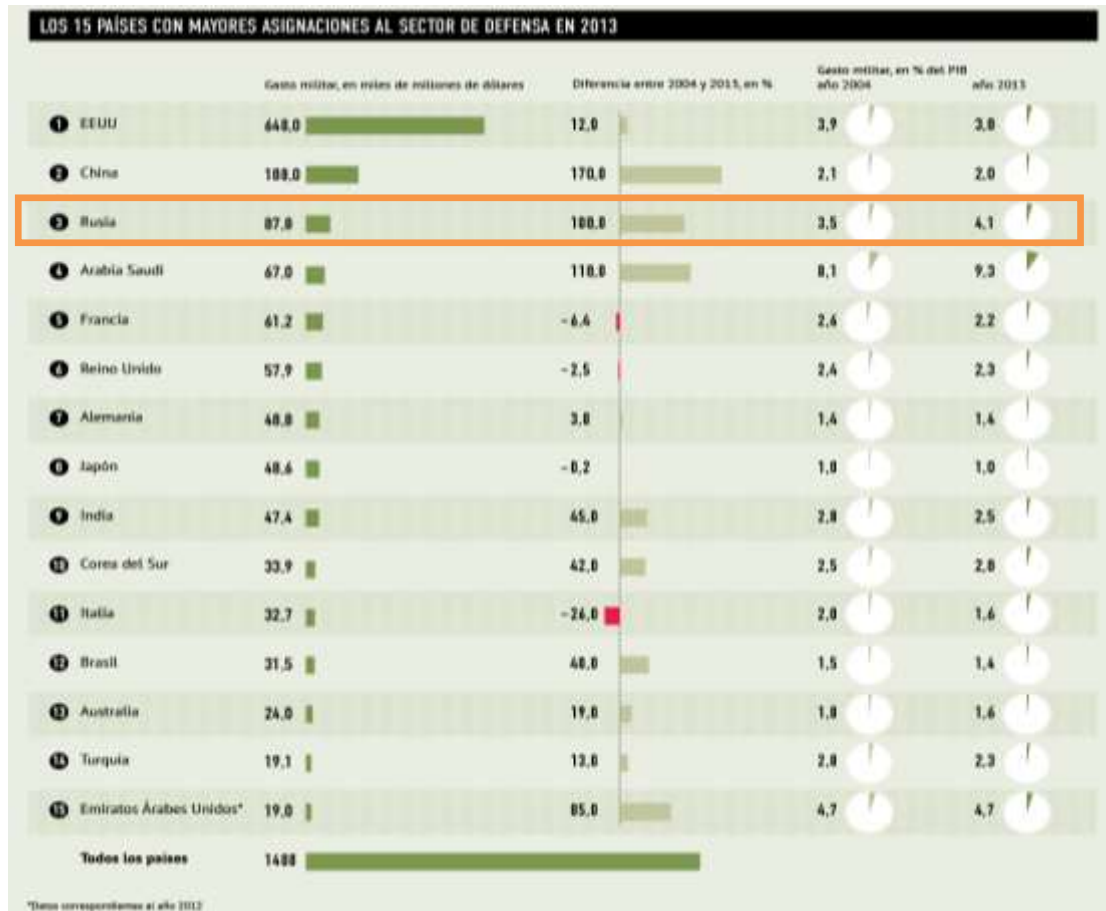 LOS 15 PAÍSES CON MAYORES ASIGNACIONES AL SECTOR DE DEFENSA EN 2013
Gasto militar, en miles de millones de dólares
Diferencia entre 2004 y 2013, en %
Gasto militar, en % del PIB
año 2004 año 2013
1 EEUU 640,0 12,0 3,9 3,8
2 China 188,0 170,0 2,1 2,0
3 Rusia 3,5 4,1
4 Arabia Saudí 67,0 8,1 9,3
5 Francia 61,2 -6,4 2,6 2,2
6 Reino Unido 57,9 -2,5 2,4 2,3
7 Alemania 48,8 3,8 1,4 1,4
8 Japón 48,6 -0,2 1,0 1,0
9 India 47,4 45,0 2,8 2,5
10 Corea del Sur 33,9 42,0 2,5 2,8
11 Italia 32,7 -26,0 2,0 1,6
12 Brasil 31,5 48,0 1,5 1,4
13 Australia 24,0 19,0 1,8 1,6
14 Turquía 19,1 13,0 2,8 2,3
15 Emiratos Árabes Unidos* 19,0 85,0 4,7 4,7
Todos los países
*Datos correspondientes al año 2012